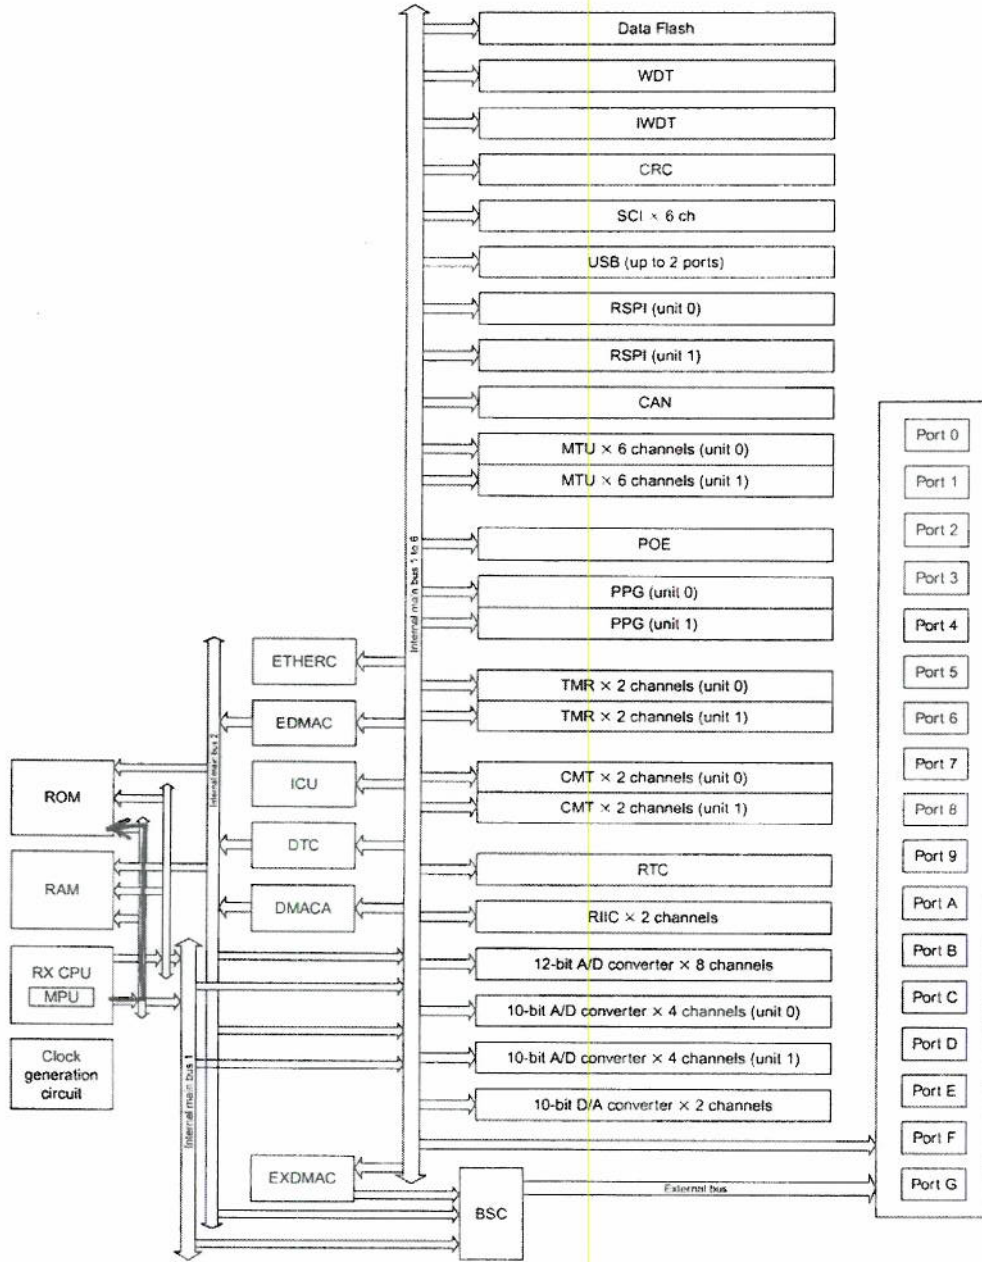 Data Flash
WDT
IWDT
CRC
SCI × 6 ch
USB (up to 2 ports)
RSPI (unit 0)
RSPI (unit 1)
CAN
MTU × 6 channels (unit 0)
MTU × 6 channels (unit 1)
POE
PPG (unit 0)
PPG (unit 1)
TMR × 2 channels (unit 0)
TMR × 2 channels (unit 1)
CMT × 2 channels (unit 0)
CMT × 2 channels (unit 1)
RTC
RIIC × 2 channels
12-bit A/D converter × 8 channels
10-bit A/D converter × 4 channels (unit 0)
10-bit A/D converter × 4 channels (unit 1)
10-bit D/A converter × 2 channels
Internal main bus 1 to 6
ETHERC
EDMAC
ICU
DTC
DMACA
EXDMAC
BSC
External bus
Internal main bus 2
Internal main bus 1
ROM
RAM
RX CPU
MPU
Clock
generation
circuit
Port 0
Port 1
Port 2
Port 3
Port 4
Port 5
Port 6
Port 7
Port 8
Port 9
Port A
Port B
Port C
Port D
Port E
Port F
Port G